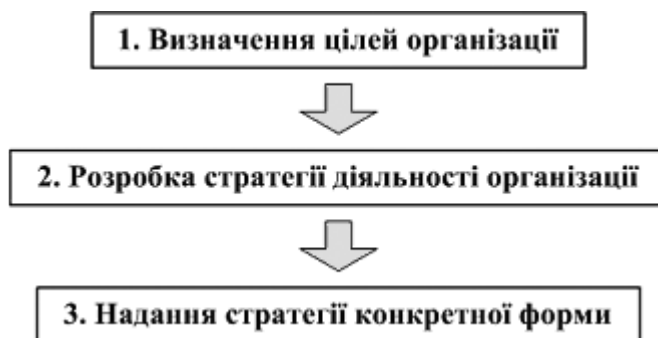 1. Визначення цілей організації
2. Розробка стратегії діяльності організації
3. Надання стратегії конкретної форми